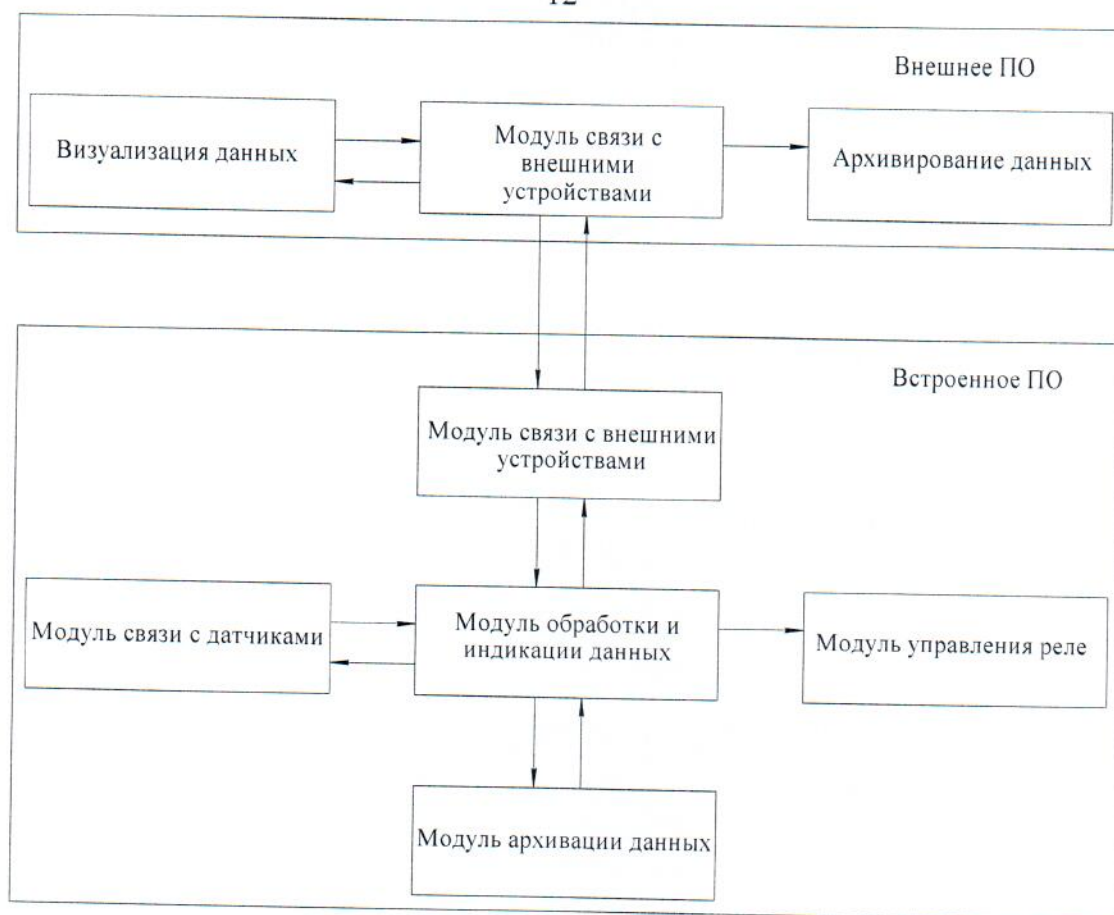 12
Внешнее ПО
Визуализация данных
Модуль связи с
внешними
устройствами
Архивирование данных
Встроенное ПО
Модуль связи с внешними
устройствами
Модуль связи с датчиками
Модуль обработки и
индикации данных
Модуль управления реле
Модуль архивации данных